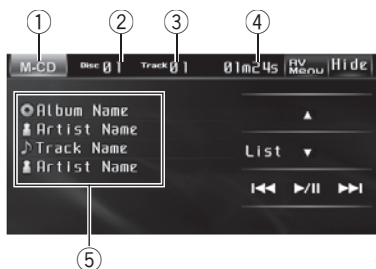 ① ② ③ ④
M-CD Disc 01 Track 01 01m24s AV Menu Hide
Album Name
Artist Name
Track Name
Artist Name
List
⑤